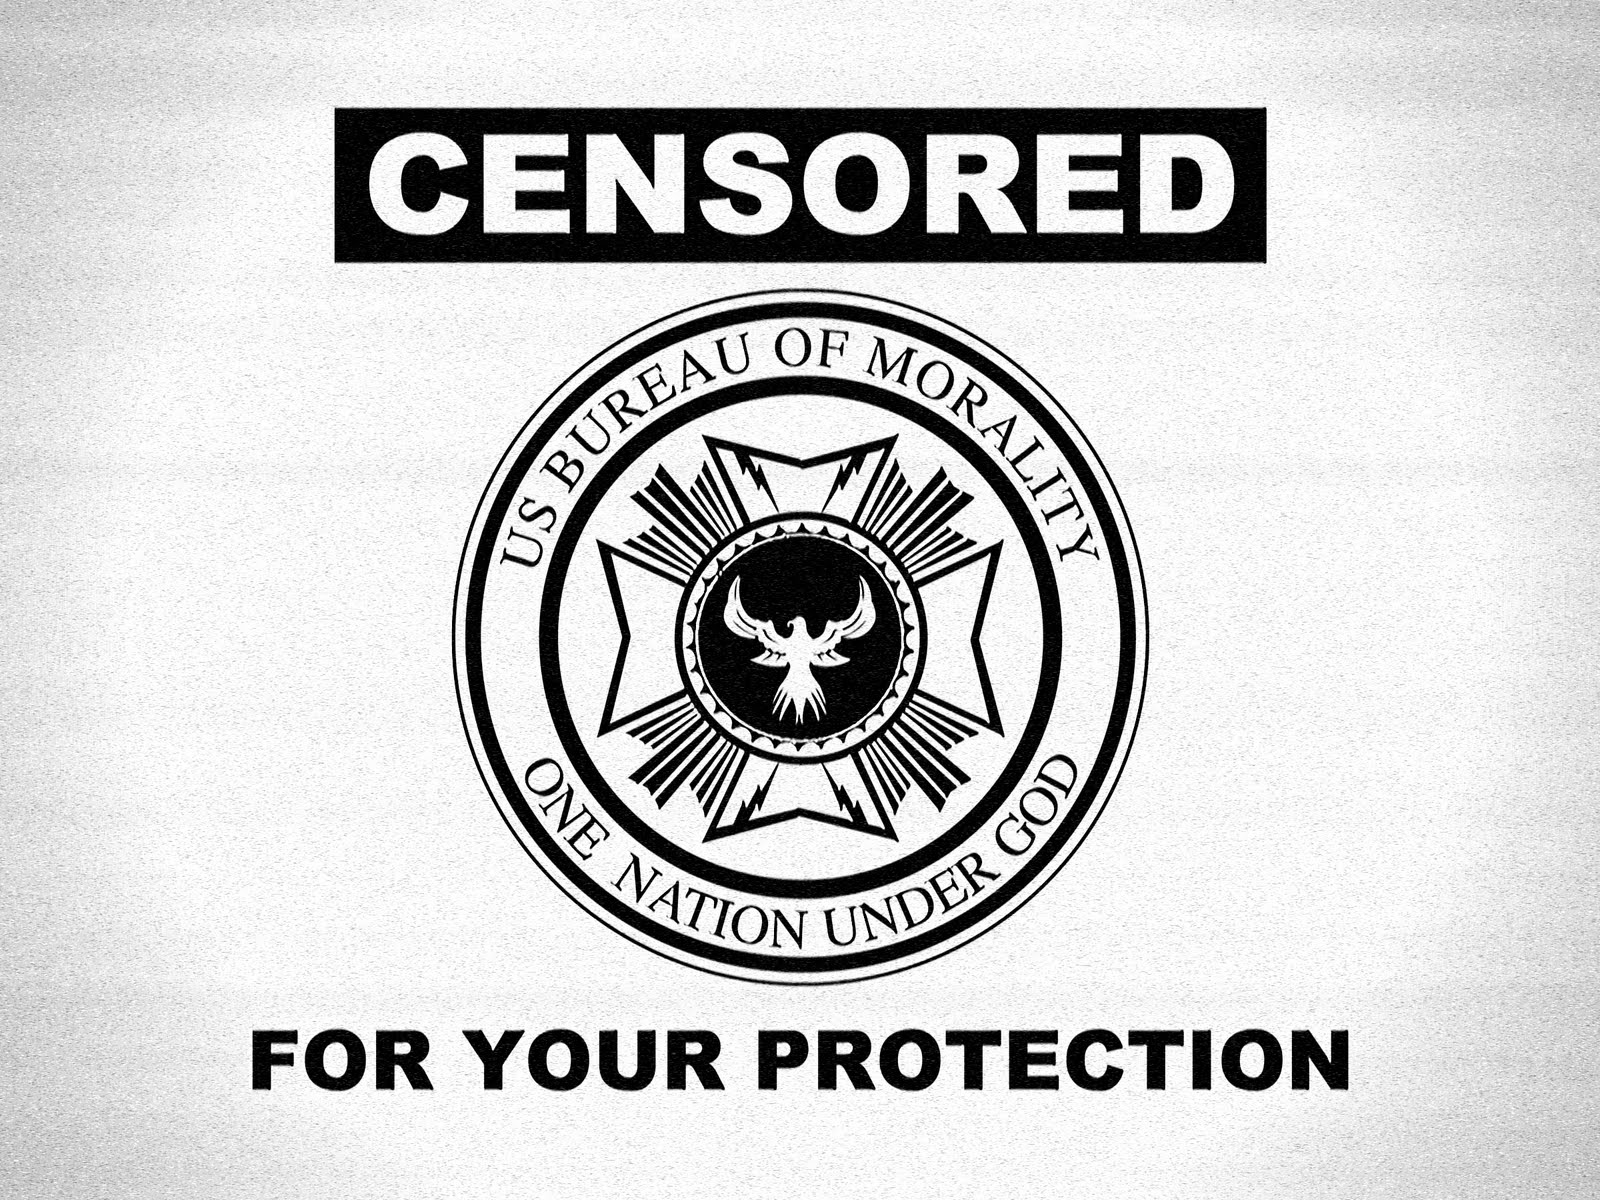 CENSORED
US BUREAU OF MORALITY
ONE NATION UNDER GOD
FOR YOUR PROTECTION